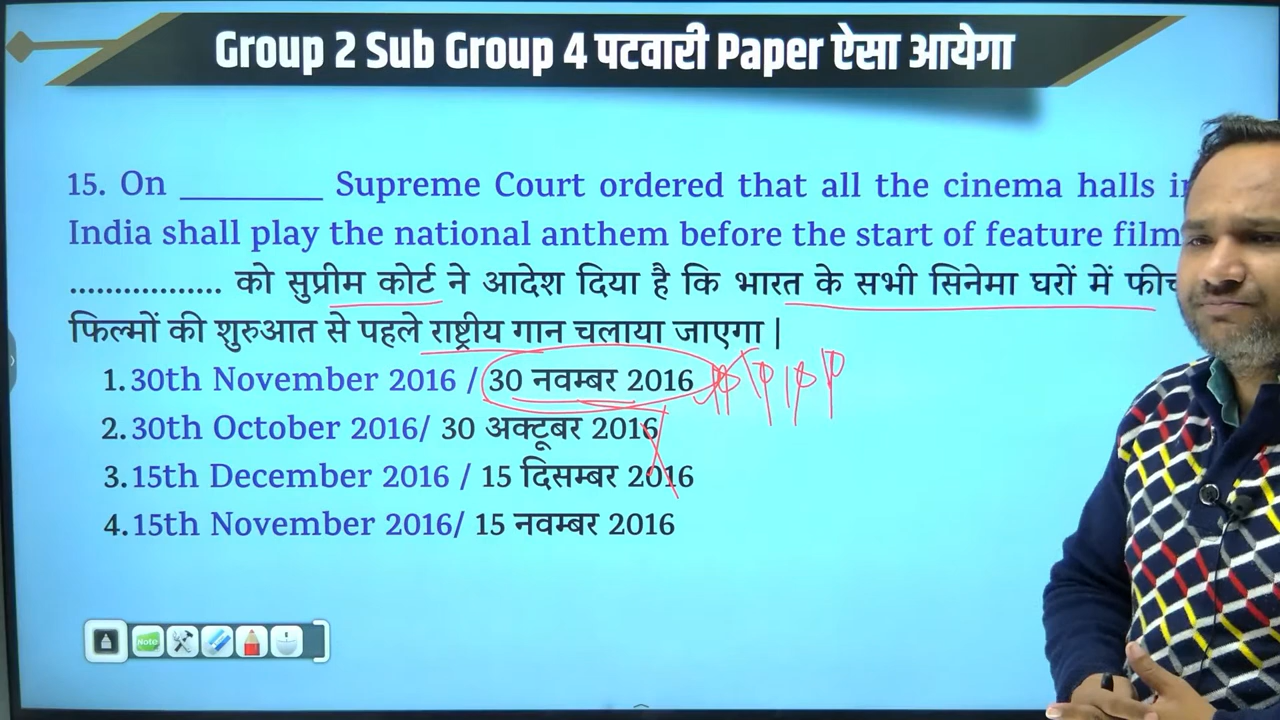 Group 2 Sub Group 4 पटवारी Paper ऐसा आयेगा
15. On ________ Supreme Court ordered that all the cinema halls in
India shall play the national anthem before the start of feature film
................. को सुप्रीम कोर्ट ने आदेश दिया है कि भारत के सभी सिनेमा घरों में
फिल्मों की शुरुआत से पहले राष्ट्रीय गान चलाया जाएगा |
1. 30th November 2016 / 30 नवम्बर 2016
2. 30th October 2016/ 30 अक्टूबर 2016
3. 15th December 2016 / 15 दिसम्बर 2016
4. 15th November 2016/ 15 नवम्बर 2016
Note